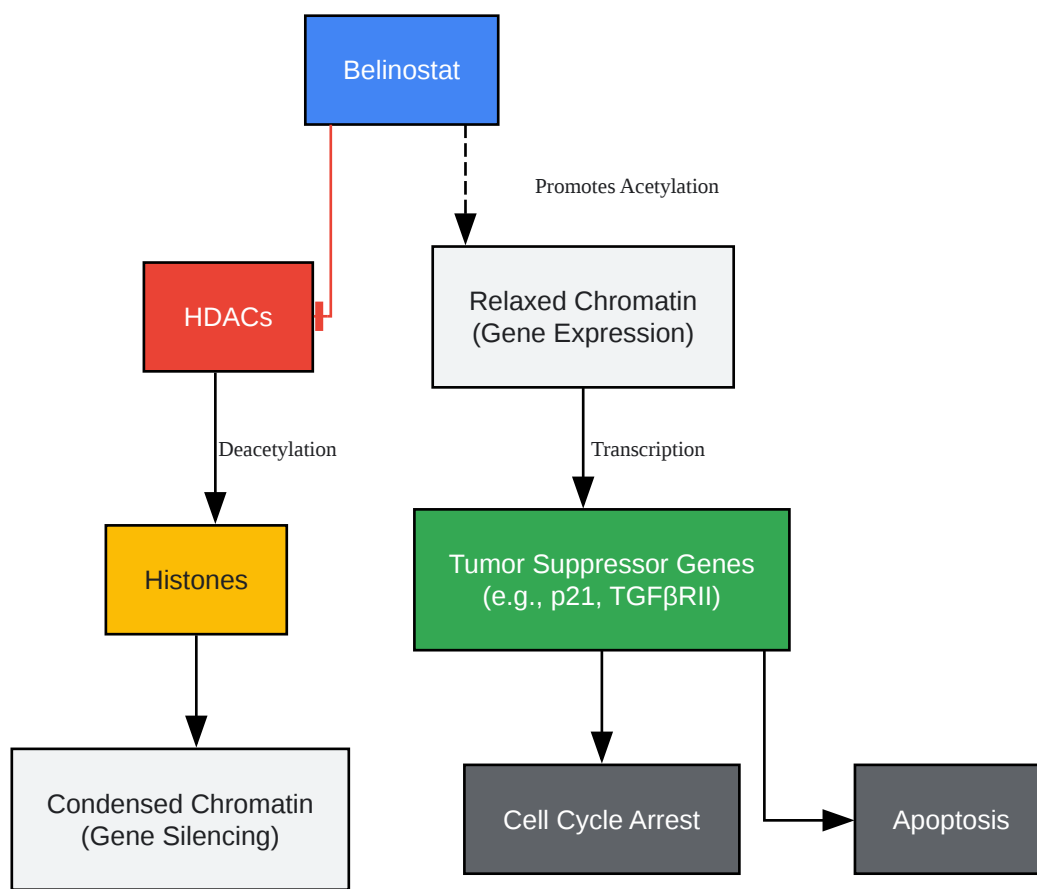 Belinostat
Promotes Acetylation
HDACs
Relaxed Chromatin
(Gene Expression)
Deacetylation
Transcription
Histones
Tumor Suppressor Genes
(e.g., p21, TGFβRII)
Condensed Chromatin
(Gene Silencing)
Cell Cycle Arrest
Apoptosis